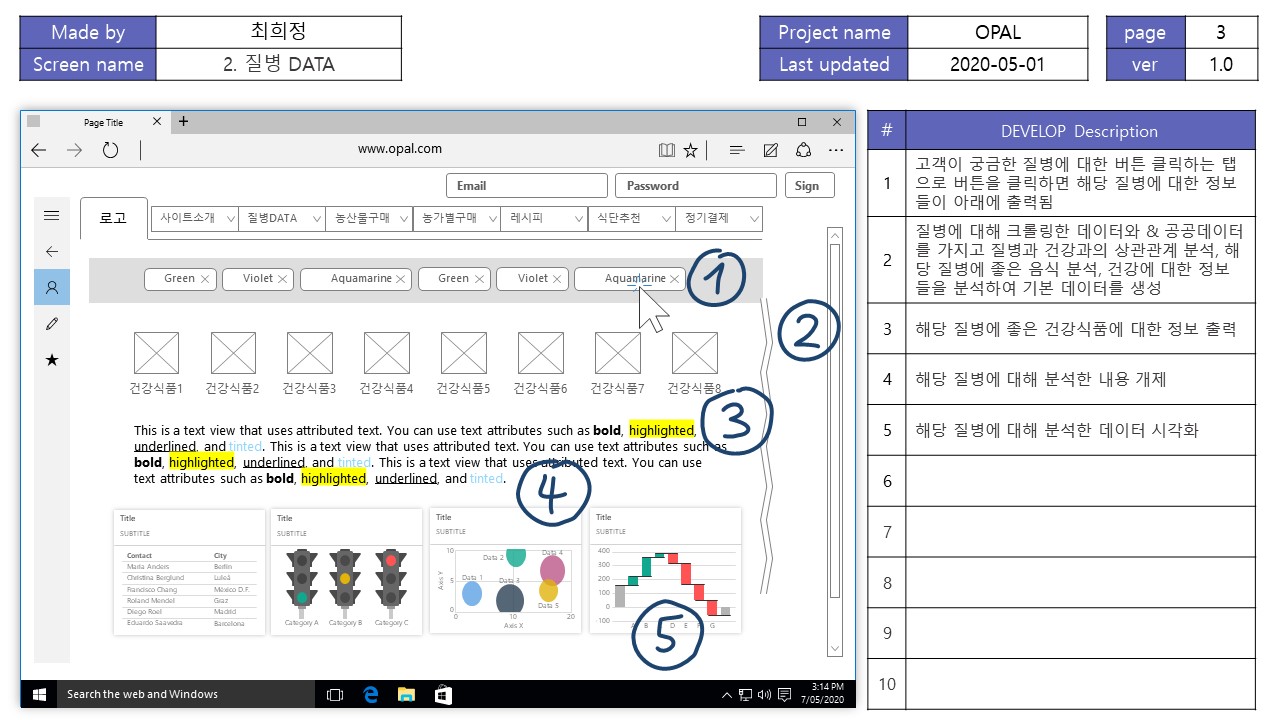 Made by 최희정
Screen name 2. 질병 DATA
Project name OPAL
Last updated 2020-05-01
page 3
ver 1.0
Page Title
www.opal.com
Email Password Sign
로고 사이트소개 질병DATA 농산물구매 농가별구매 레시피 식단추천 정기결제
Green Violet Aquamarine Green Violet Aquamarine
1
2
건강식품1 건강식품2 건강식품3 건강식품4 건강식품5 건강식품6 건강식품7 건강식품8
3
This is a text view that uses attributed text. You can use text attributes such as bold, highlighted,
underlined, and tinted. This is a text view that uses attributed text. You can use text attributes such as
bold, highlighted, underlined, and tinted. This is a text view that uses attributed text. You can use
text attributes such as bold, highlighted, underlined, and tinted.
4
Title
SUBTITLE
Contact City
Maria Anders Berlin
Christina Berglund Luleå
Francisco Chang México D.F.
Roland Mendel Graz
Diego Roel Madrid
Eduardo Saavedra Barcelona
Title
SUBTITLE
Category A Category B Category C
Title
SUBTITLE
Axis Y
10
5
0
Data 2 Data 4
Data 1 Data 3
Data 5
10 20
Axis X
Title
SUBTITLE
400
300
200
100
0
-100
B D E F G
5
Search the web and Windows
3:14 PM
7/05/2020
# DEVELOP Description
1 고객이 궁금한 질병에 대한 버튼 클릭하는 탭
으로 버튼을 클릭하면 해당 질병에 대한 정보
들이 아래에 출력됨
2 질병에 대해 크롤링한 데이터와 & 공공데이터
를 가지고 질병과 건강과의 상관관계 분석, 해
당 질병에 좋은 음식 분석, 건강에 대한 정보
들을 분석하여 기본 데이터를 생성
3 해당 질병에 좋은 건강식품에 대한 정보 출력
4 해당 질병에 대해 분석한 내용 개제
5 해당 질병에 대해 분석한 데이터 시각화
6
7
8
9
10